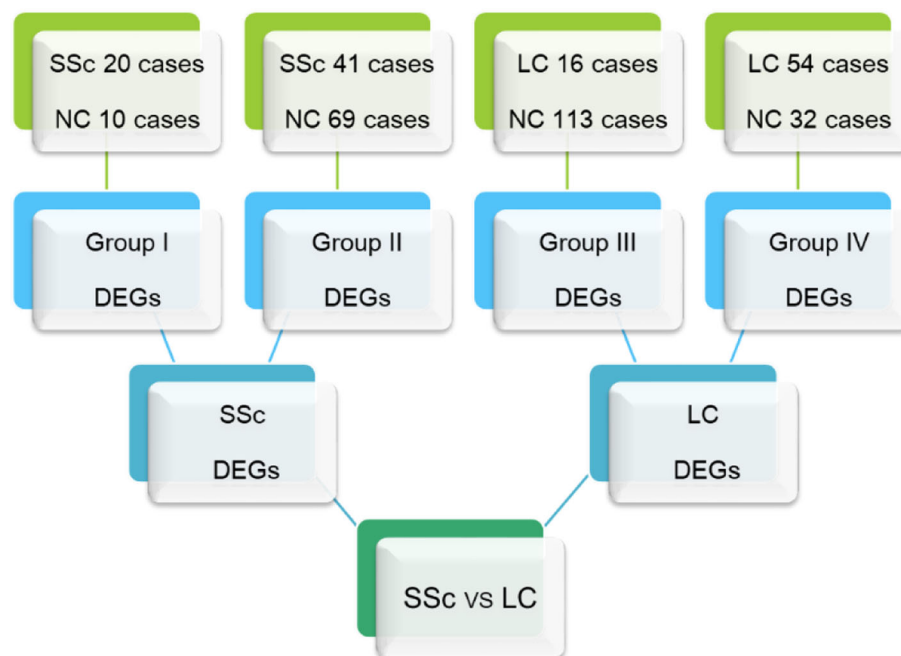 SSc 20 cases
NC 10 cases
SSc 41 cases
NC 69 cases
LC 16 cases
NC 113 cases
LC 54 cases
NC 32 cases
Group I
DEGs
Group II
DEGs
Group III
DEGs
Group IV
DEGs
SSc
DEGs
LC
DEGs
SSc vs LC